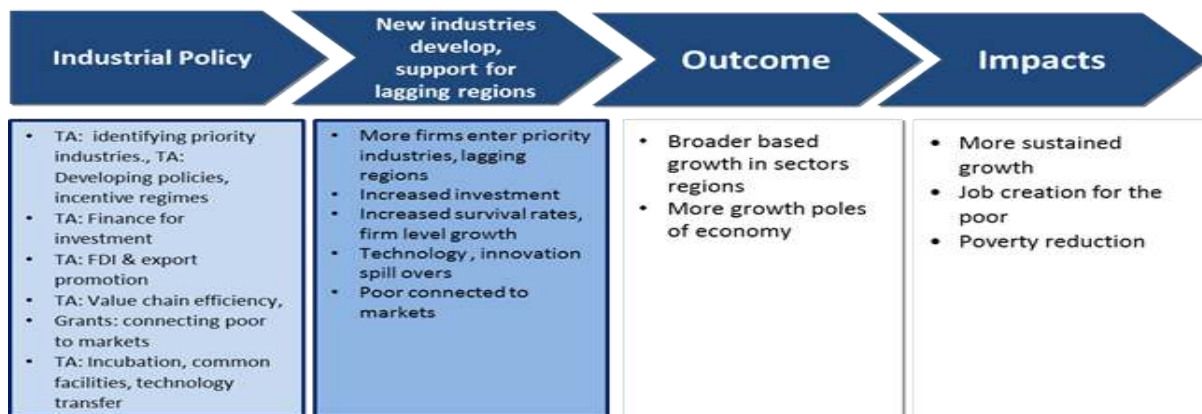 Industrial Policy
New industries
develop,
support for
lagging regions
Outcome
Impacts
• TA: identifying priority
industries., TA:
Developing policies,
incentive regimes
• TA: Finance for
investment
• TA: FDI & export
promotion
• TA: Value chain efficiency,
• Grants: connecting poor
to markets
• TA: Incubation, common
facilities, technology
transfer
• More firms enter priority
industries, lagging
regions
• Increased investment
• Increased survival rates,
firm level growth
• Technology , innovation
spill overs
• Poor connected to
markets
• Broader based
growth in sectors
regions
• More growth poles
of economy
• More sustained
growth
• Job creation for the
poor
• Poverty reduction